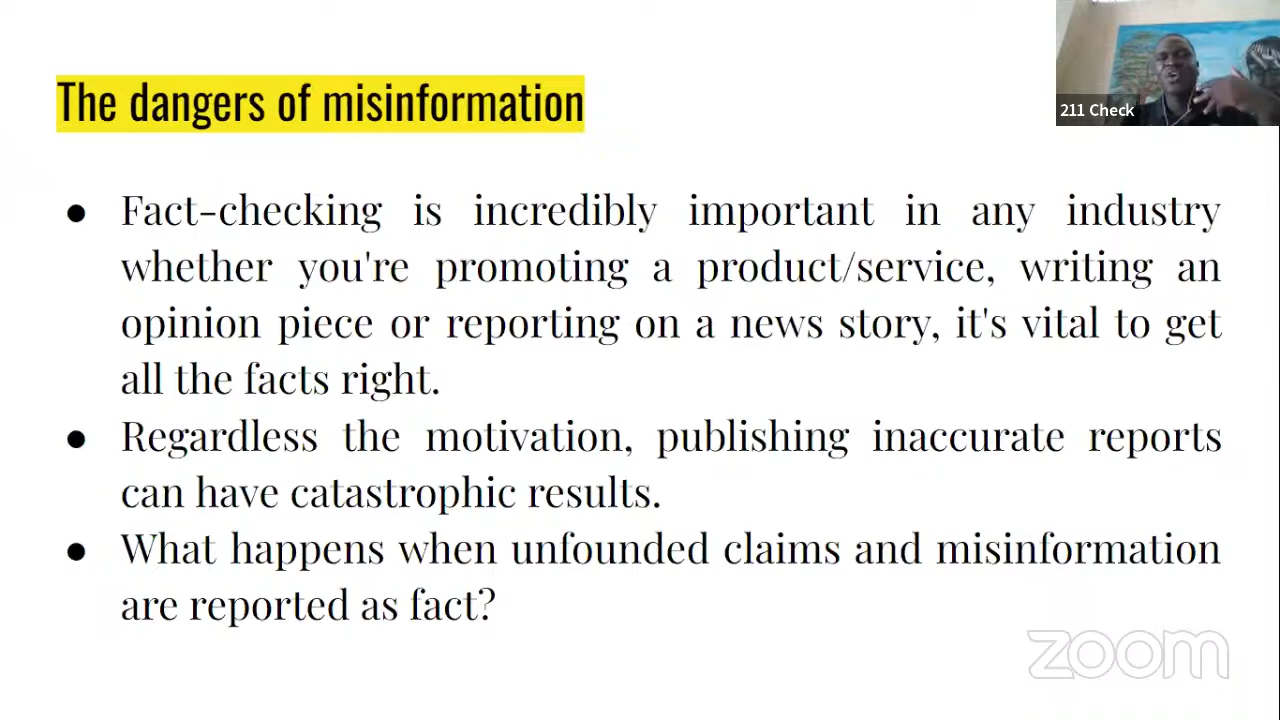 The dangers of misinformation
211 Check
● Fact-checking is incredibly important in any industry
whether you're promoting a product/service, writing an
opinion piece or reporting on a news story, it's vital to get
all the facts right.
● Regardless the motivation, publishing inaccurate reports
can have catastrophic results.
● What happens when unfounded claims and misinformation
are reported as fact?
zoom